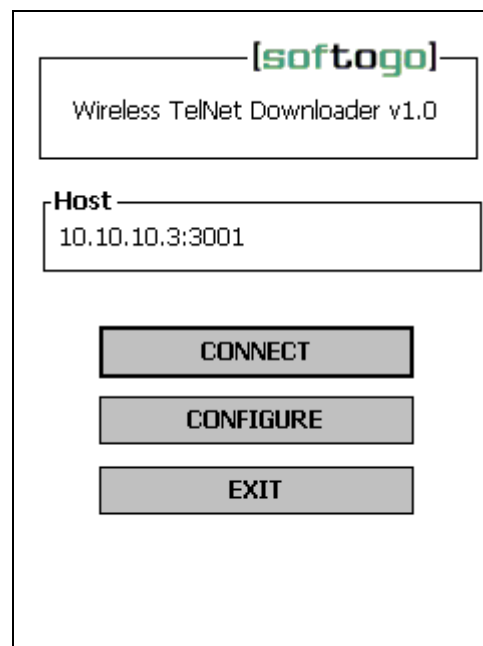 [softogo]
Wireless TelNet Downloader v1.0
Host
10.10.10.3:3001
CONNECT
CONFIGURE
EXIT